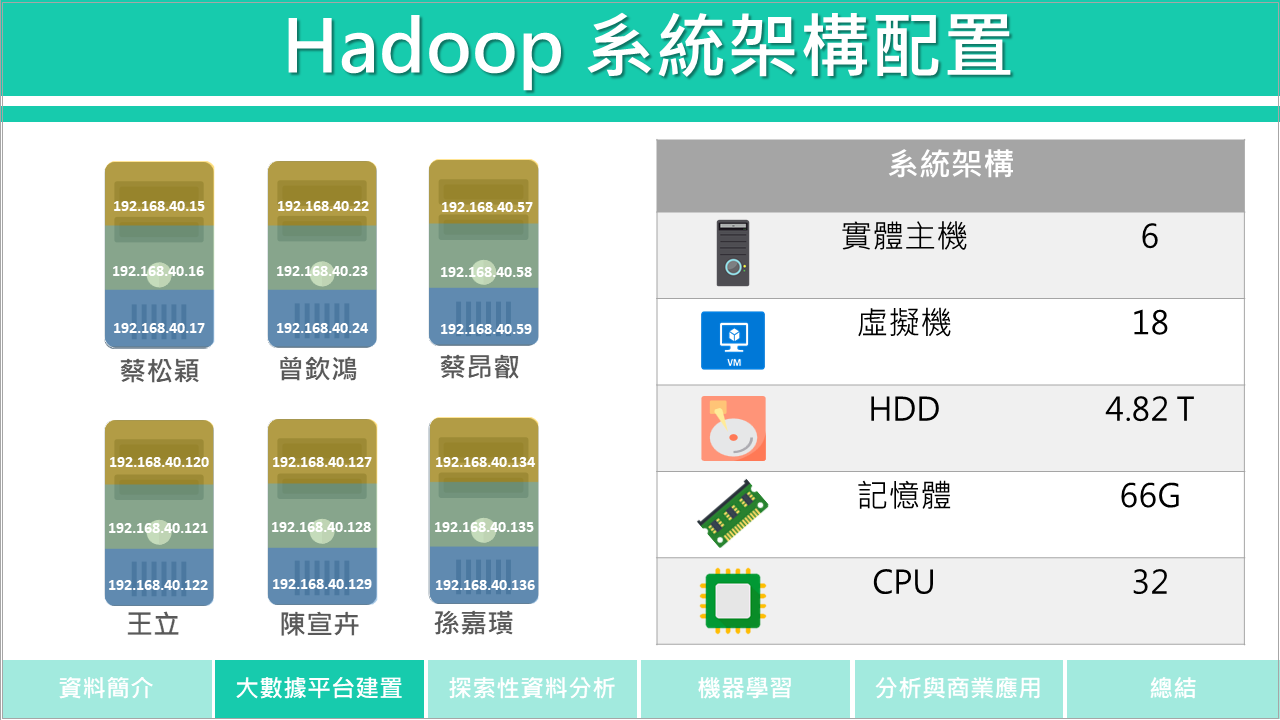 Hadoop 系統架構配置
192.168.40.15
192.168.40.16
192.168.40.17
蔡松穎
192.168.40.22
192.168.40.23
192.168.40.24
曾欽鴻
192.168.40.57
192.168.40.58
192.168.40.59
蔡昂叡
192.168.40.120
192.168.40.121
192.168.40.122
王立
192.168.40.127
192.168.40.128
192.168.40.129
陳宣卉
192.168.40.134
192.168.40.135
192.168.40.136
孫嘉璜
系統架構
實體主機 6
VM 虛擬機 18
HDD 4.82 T
記憶體 66G
CPU 32
資料簡介 大數據平台建置 探索性資料分析 機器學習 分析與商業應用 總結